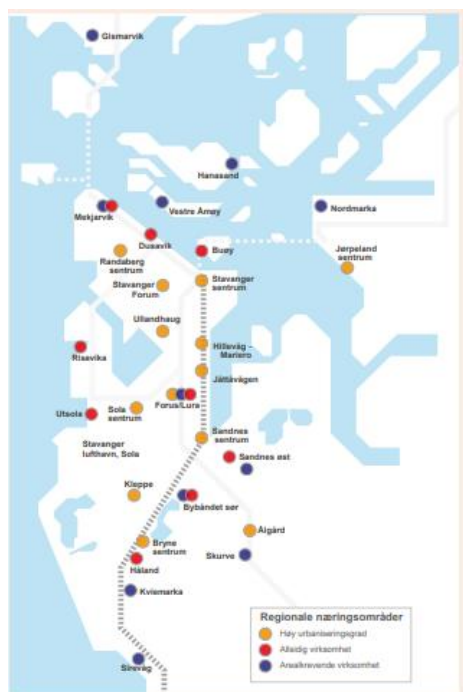 Gismarvik
Hanasand
Mekjarvik
Vestre Åmøy
Nordmarka
Dusavik
Buøy
Randaberg
sentrum
Jørpeland
sentrum
Stavanger
Forum
Stavanger
sentrum
Ullandhaug
Hillevåg –
Mariero
Risavika
Jåttåvågen
Forus/Lura
Utsola
Sola
sentrum
Sandnes
sentrum
Stavanger
lufthavn, Sola
Sandnes øst
Kleppe
Bybåndet sør
Ålgård
Bryne
sentrum
Skurve
Håland
Kviamarka
Sirevåg
Regionale næringsområder
Høy urbaniseringsgrad
Allsidig virksomhet
Arealkrevende virksomhet